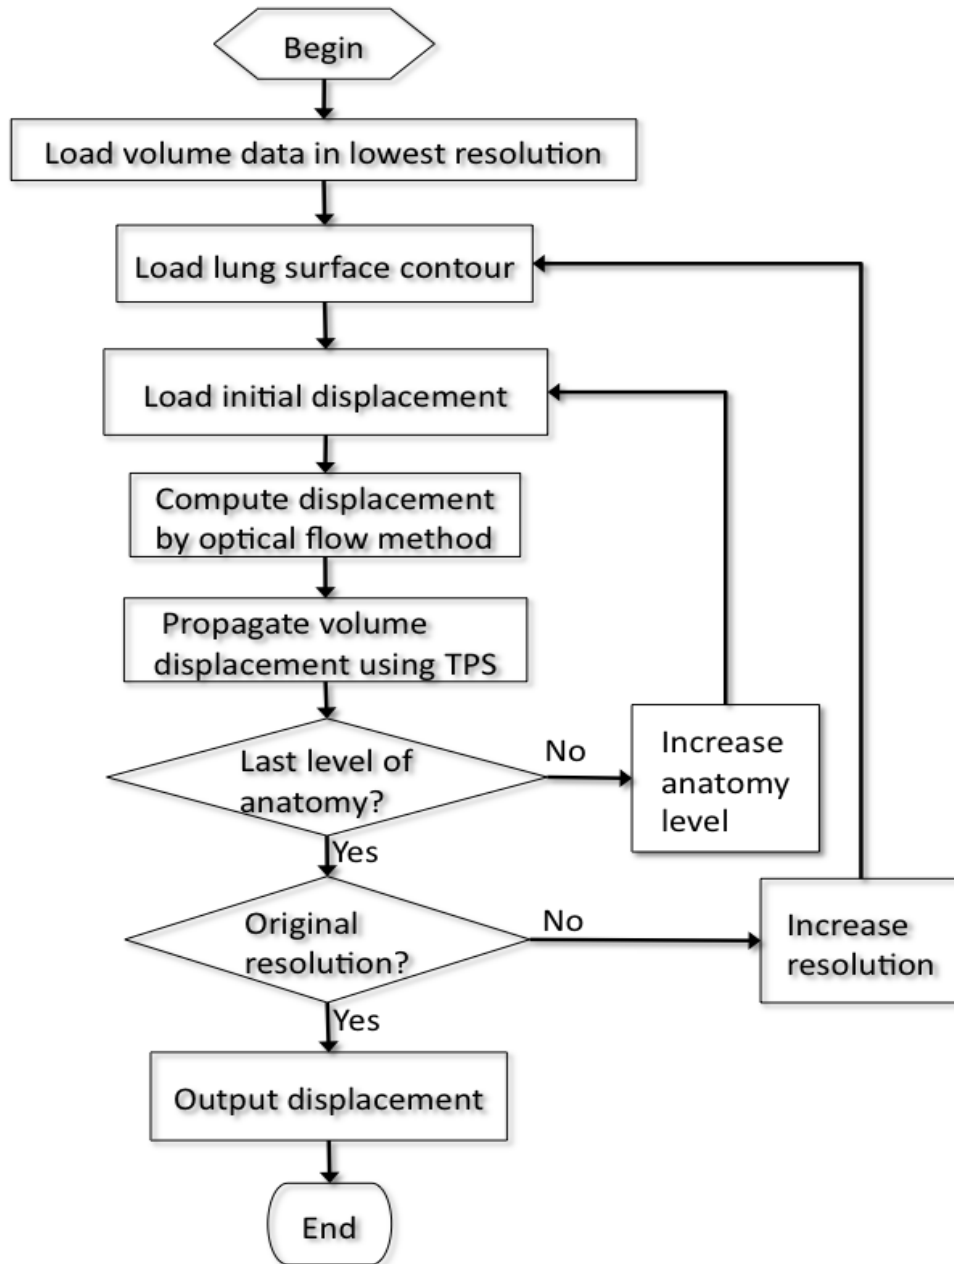 Begin
Load volume data in lowest resolution
Load lung surface contour
Load initial displacement
Compute displacement
by optical flow method
Propagate volume
displacement using TPS
Last level of
anatomy?
No
Increase
anatomy
level
Yes
Original
resolution?
No
Increase
resolution
Yes
Output displacement
End